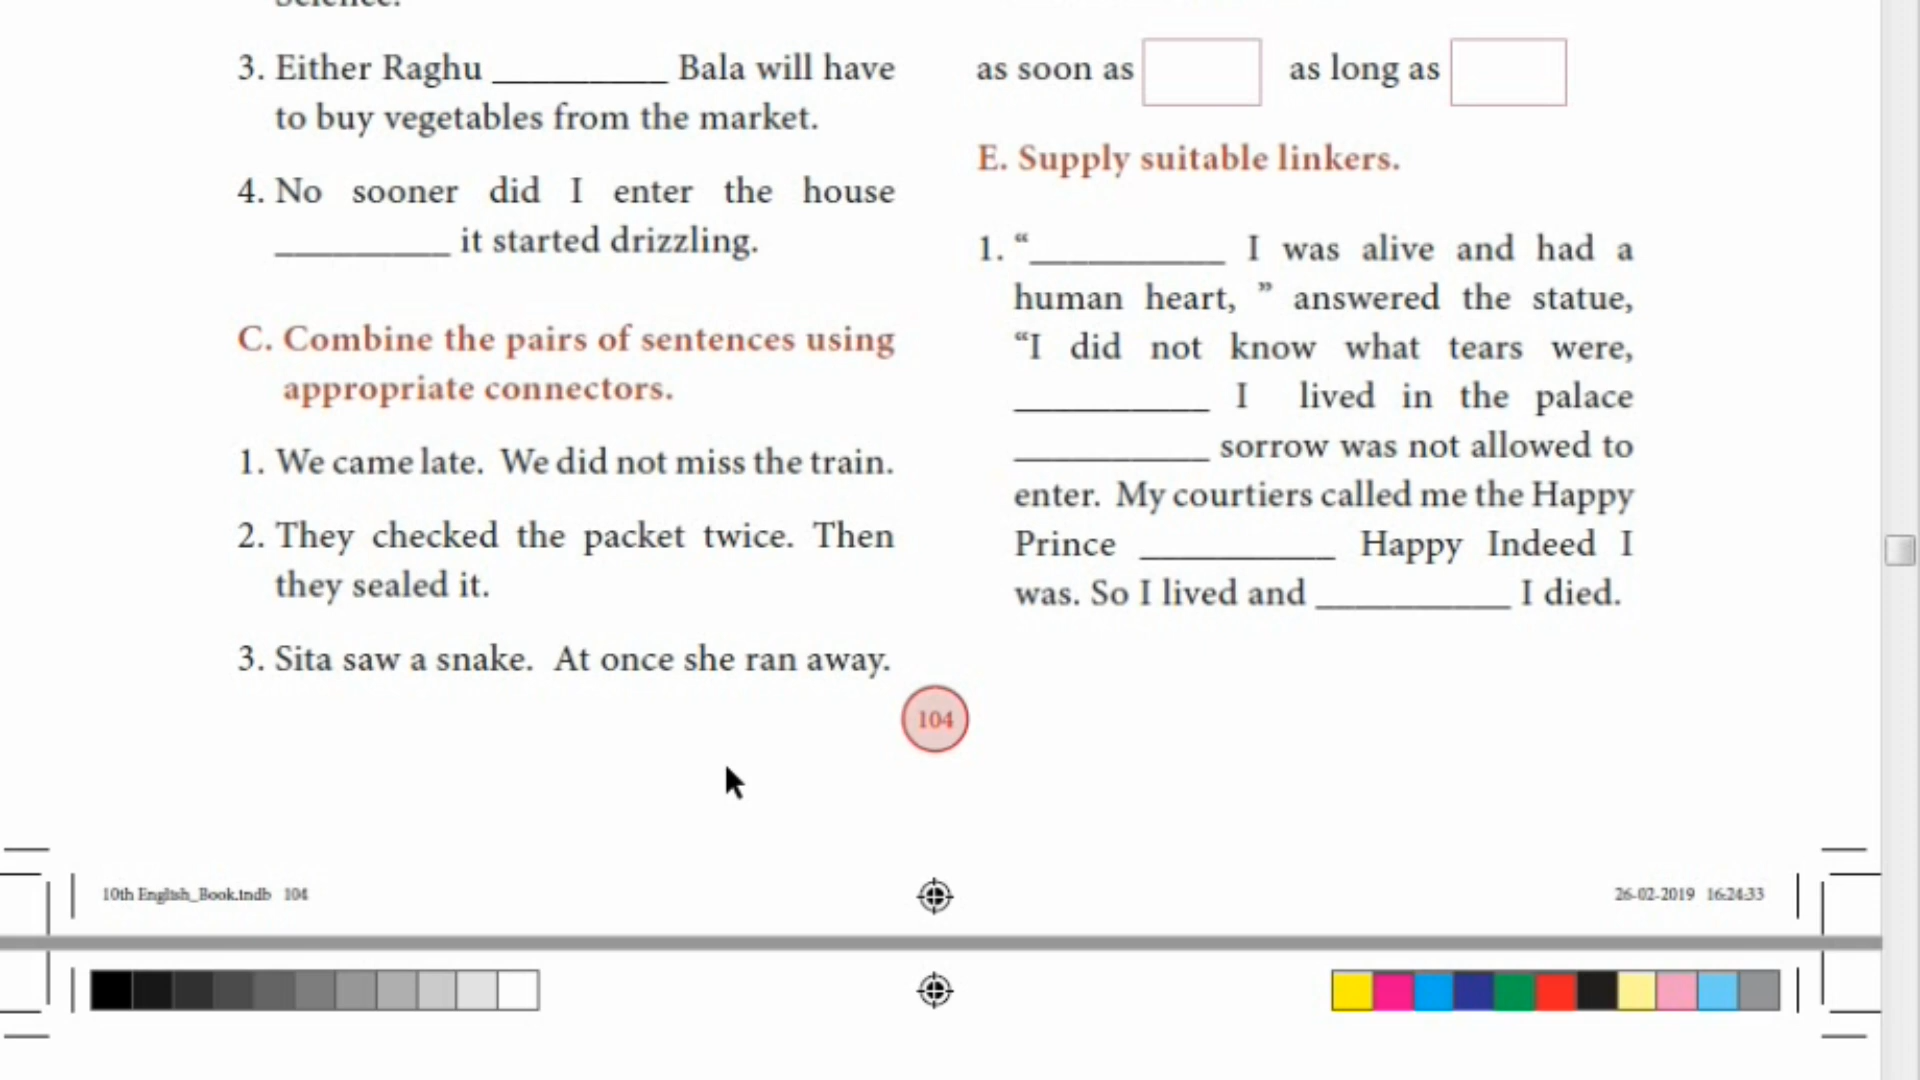 Science.
3. Either Raghu _________ Bala will have
to buy vegetables from the market.
4. No sooner did I enter the house
_________ it started drizzling.
C. Combine the pairs of sentences using
appropriate connectors.
1. We came late. We did not miss the train.
2. They checked the packet twice. Then
they sealed it.
3. Sita saw a snake. At once she ran away.
as soon as as long as
E. Supply suitable linkers.
1. “__________ I was alive and had a
human heart, ” answered the statue,
“I did not know what tears were,
__________ I lived in the palace
__________ sorrow was not allowed to
enter. My courtiers called me the Happy
Prince __________ Happy Indeed I
was. So I lived and __________ I died.
104
10th English_Book.indb 104
26-02-2019 16:24:33